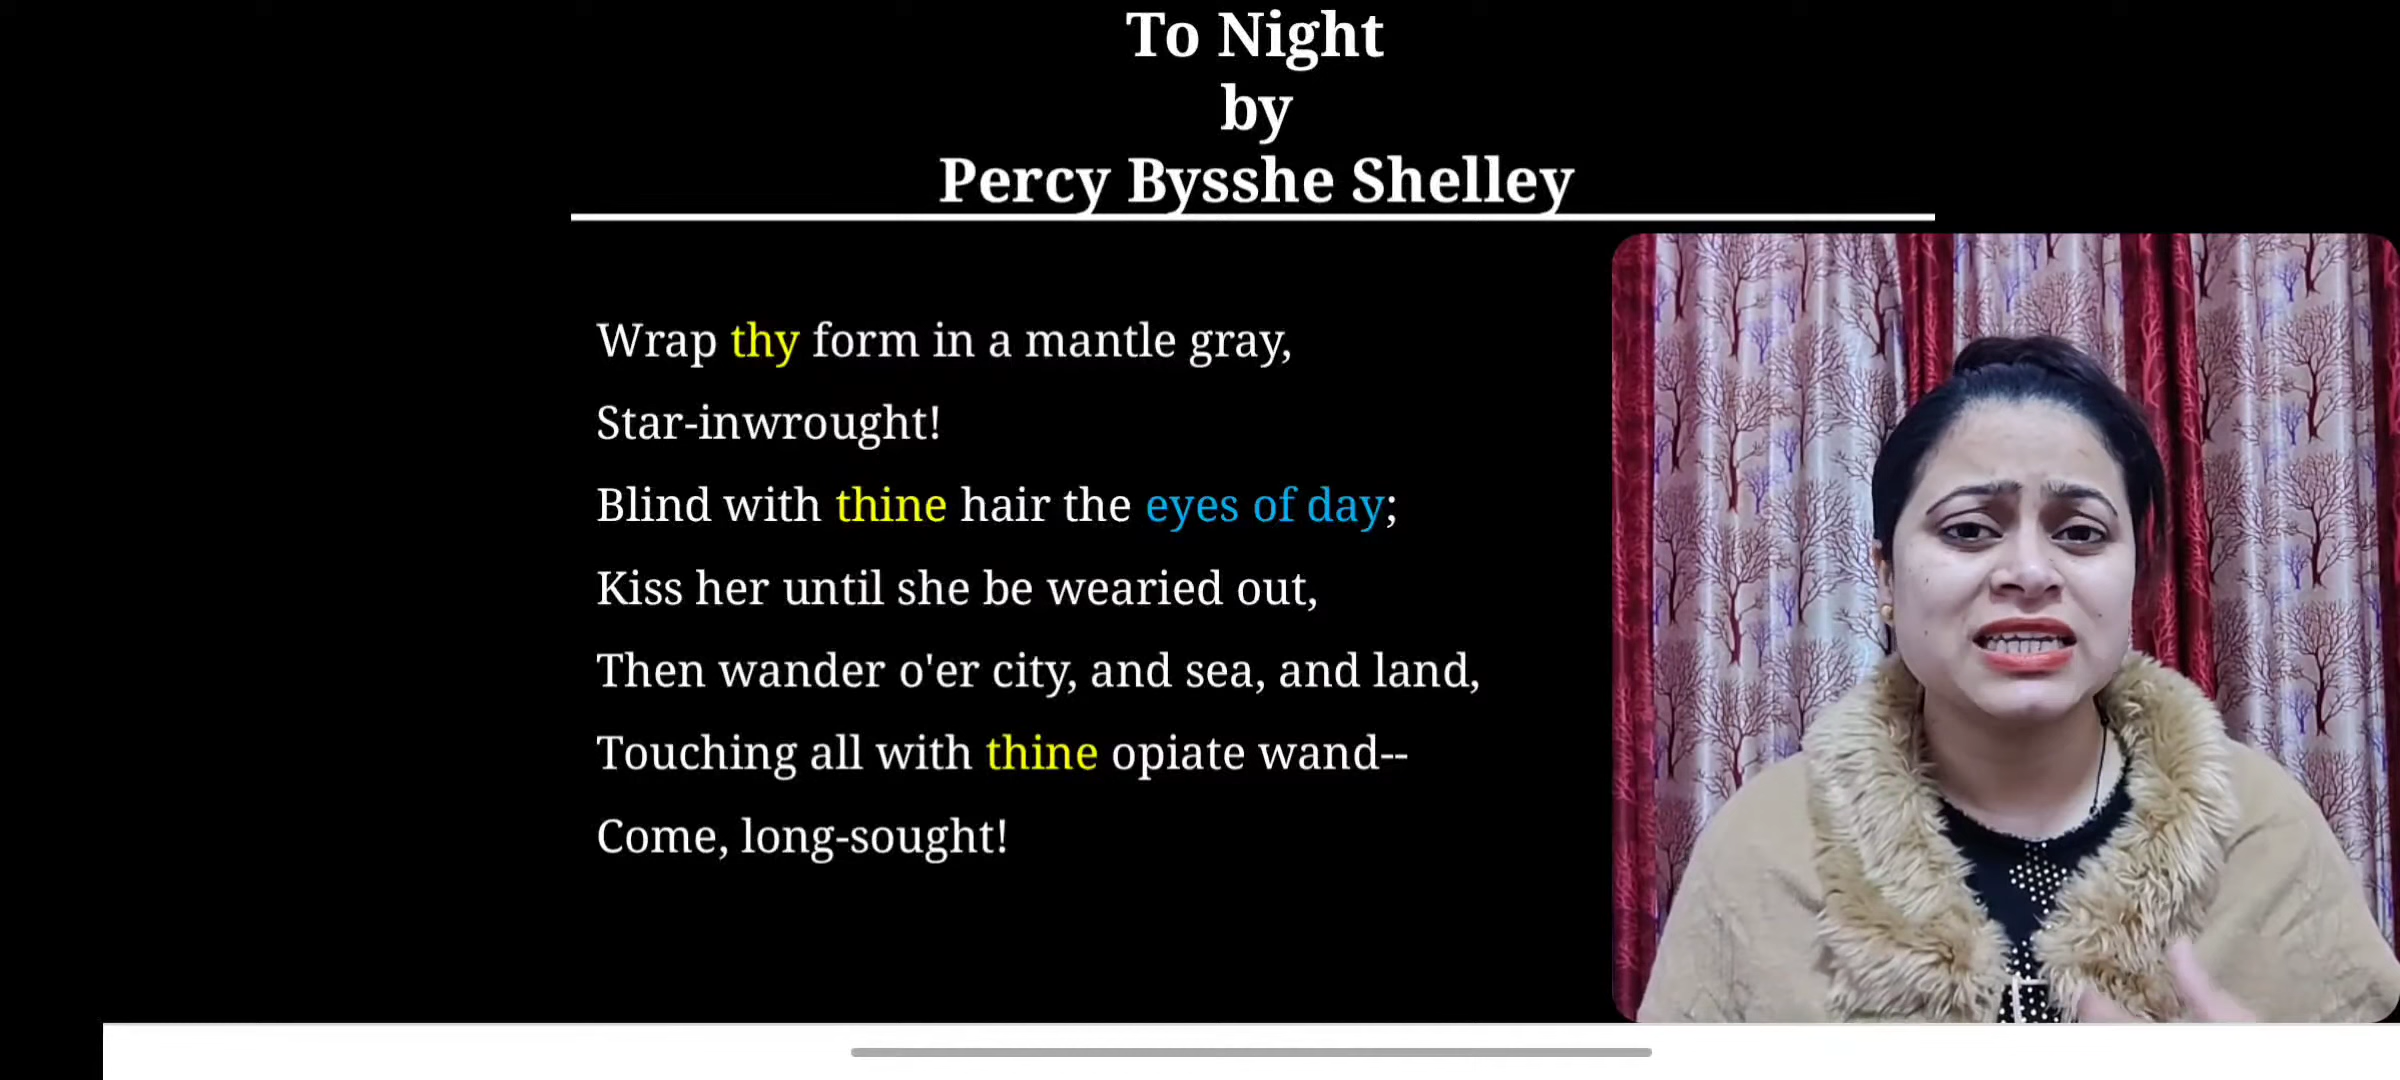 To Night
by
Percy Bysshe Shelley
Wrap thy form in a mantle gray,
Star-inwrought!
Blind with thine hair the eyes of day;
Kiss her until she be wearied out,
Then wander o'er city, and sea, and land,
Touching all with thine opiate wand--
Come, long-sought!